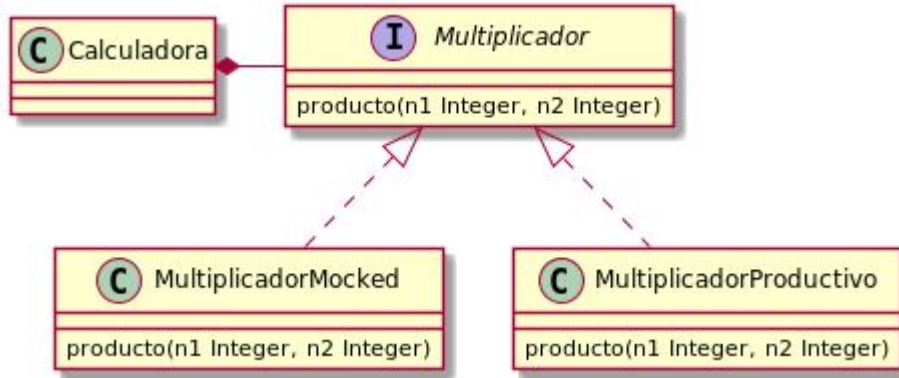 C Calculadora
I Multiplicador
producto(n1 Integer, n2 Integer)
C MultiplicadorMocked
producto(n1 Integer, n2 Integer)
C MultiplicadorProductivo
producto(n1 Integer, n2 Integer)